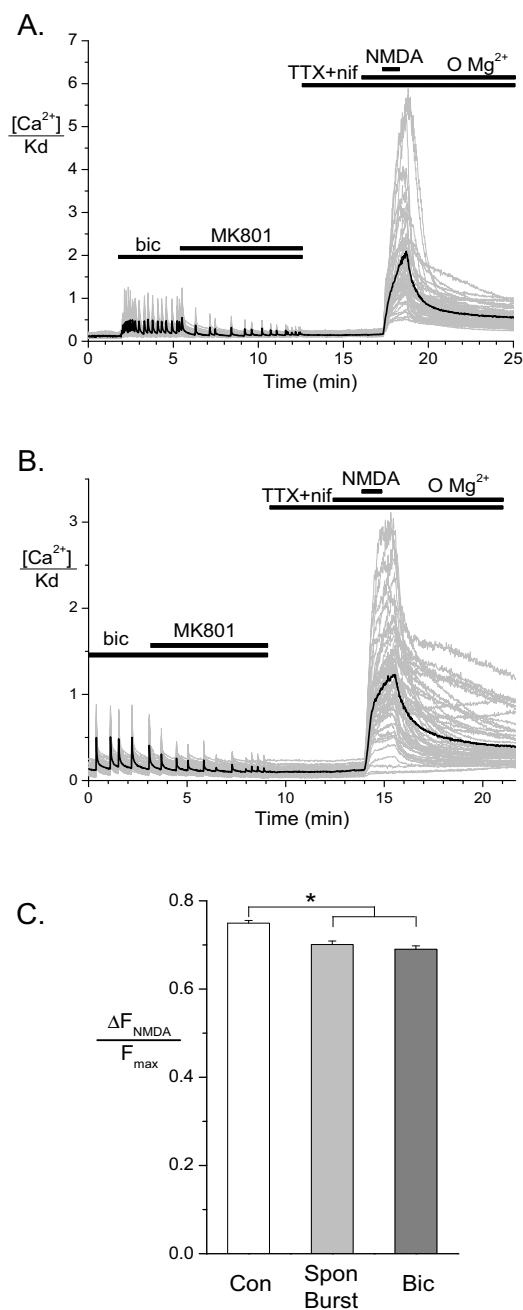 A.
7
6
5
4
3
2
1
0
[Ca2+]
Kd
bic
MK801
TTX+nif
NMDA
O Mg2+
0 5 10 15 20 25
Time (min)
B.
3
2
1
0
[Ca2+]
Kd
bic
MK801
TTX+nif
NMDA
O Mg2+
0 5 10 15 20
Time (min)
C.
0.8
0.6
0.4
0.2
0.0
ΔFNMDA
Fmax
*
Con
Spon
Burst
Bic